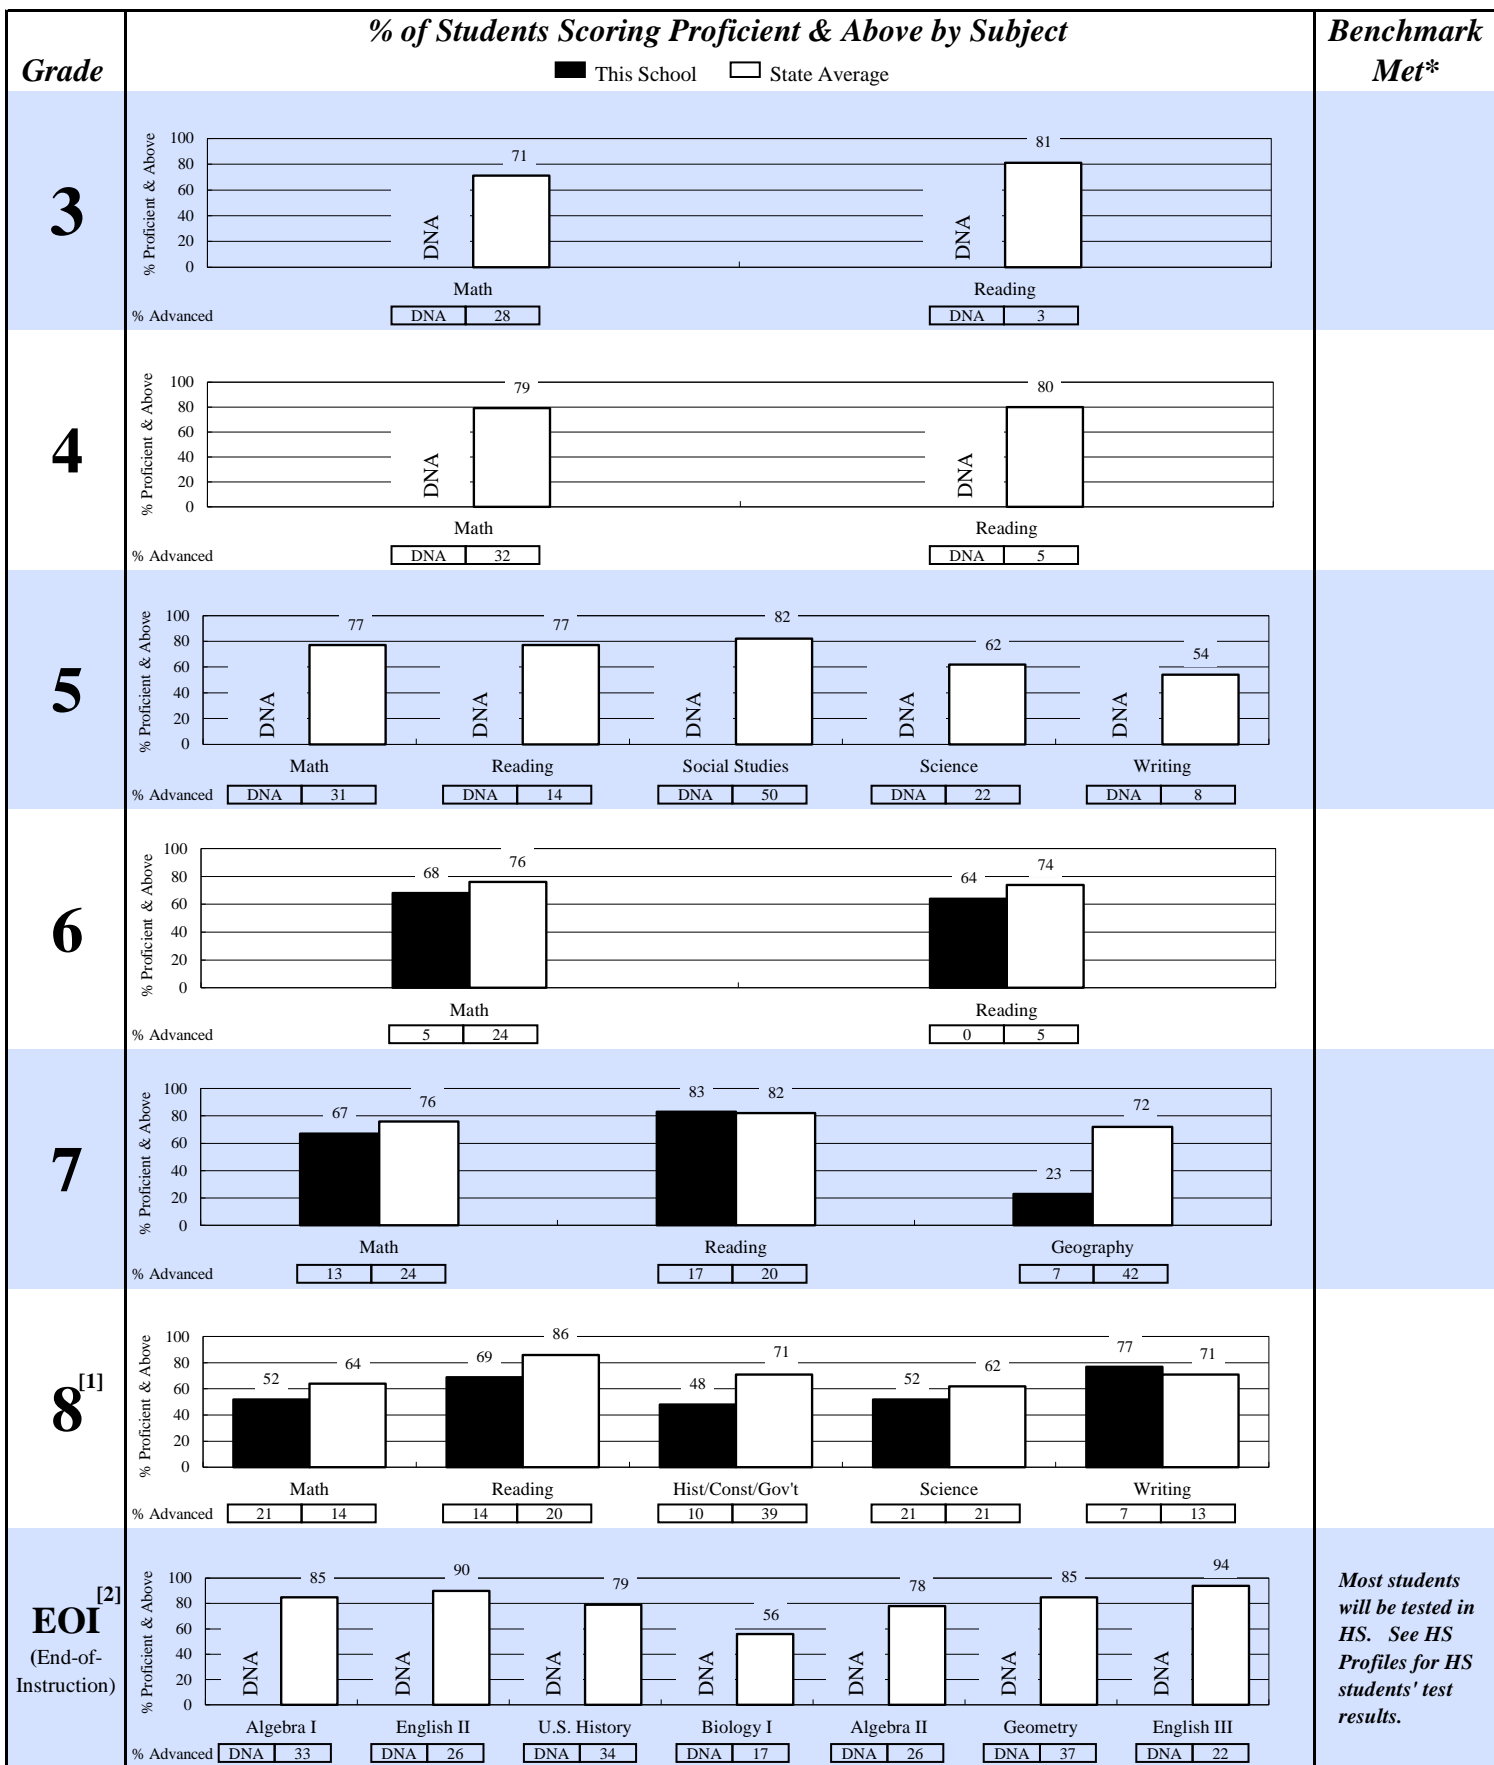 % of Students Scoring Proficient & Above by Subject
Benchmark
Met*
Grade
This School State Average
3
% Proficient & Above
100
80
60
40
20
0
DNA 71
DNA 81
Math Reading
% Advanced DNA 28 DNA 3
4
% Proficient & Above
100
80
60
40
20
0
DNA 79
DNA 80
Math Reading
% Advanced DNA 32 DNA 5
5
% Proficient & Above
100
80
60
40
20
0
DNA 77
DNA 77
DNA 82
DNA 62
DNA 54
Math Reading Social Studies Science Writing
% Advanced DNA 31 DNA 14 DNA 50 DNA 22 DNA 8
6
% Proficient & Above
100
80
60
40
20
0
68 76
64 74
Math Reading
% Advanced 5 24 0 5
7
% Proficient & Above
100
80
60
40
20
0
67 76
83 82
23 72
Math Reading Geography
% Advanced 13 24 17 20 7 42
8[1]
% Proficient & Above
100
80
60
40
20
0
52 64
69 86
48 71
52 62
77 71
Math Reading Hist/Const/Gov't Science Writing
% Advanced 21 14 14 20 10 39 21 21 7 13
EOI[2]
(End-of-
Instruction)
% Proficient & Above
100
80
60
40
20
0
DNA 85
DNA 90
DNA 79
DNA 56
DNA 78
DNA 85
DNA 94
Algebra I English II U.S. History Biology I Algebra II Geometry English III
% Advanced DNA 33 DNA 26 DNA 34 DNA 17 DNA 26 DNA 37 DNA 22
Most students
will be tested in
HS. See HS
Profiles for HS
students' test
results.